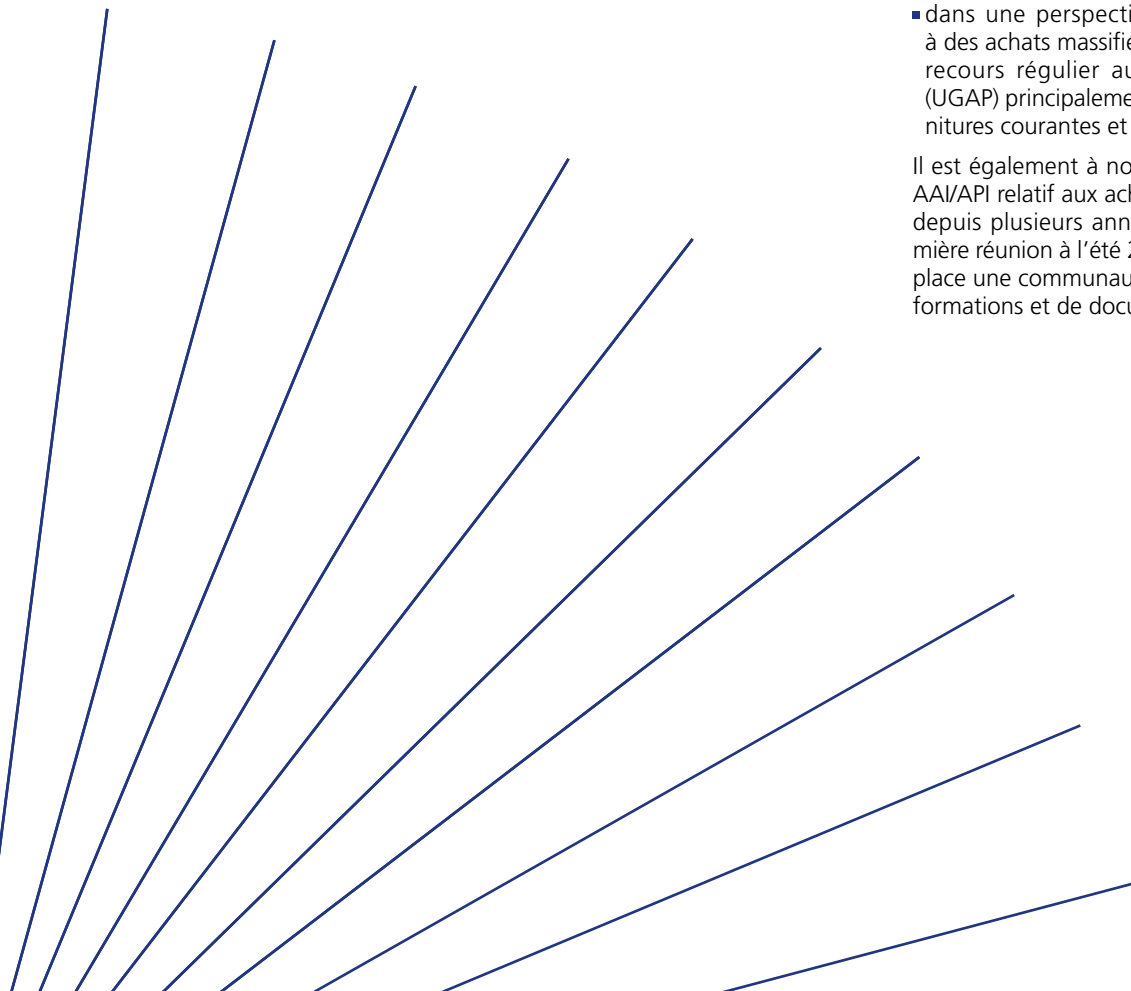 dans une perspecti
à des achats massifié
recours régulier au
(UGAP) principaleme
nitures courantes et
Il est également à no
AAI/API relatif aux ach
depuis plusieurs ann
mière réunion à l'été 2
place une communau
formations et de docu